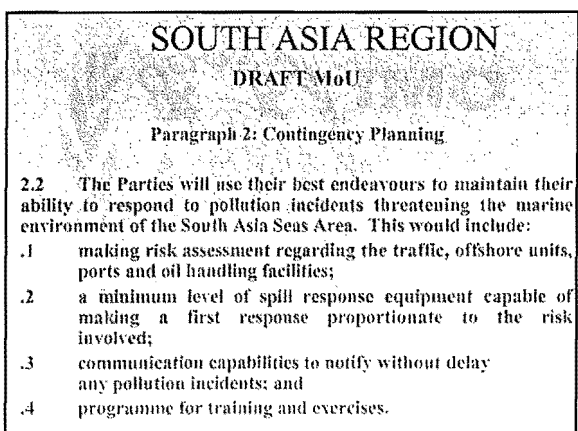 SOUTH ASIA REGION
DRAFT MoU
Paragraph 2: Contingency Planning
2.2 The Parties will use their best endeavours to maintain their
ability to respond to pollution incidents threatening the marine
environment of the South Asia Seas Area. This would include:
.1 making risk assessment regarding the traffic, offshore units,
ports and oil handling facilities;
.2 a minimum level of spill response equipment capable of
making a first response proportionate to the risk
involved;
.3 communication capabilities to notify without delay
any pollution incidents; and
.4 programme for training and exercises.